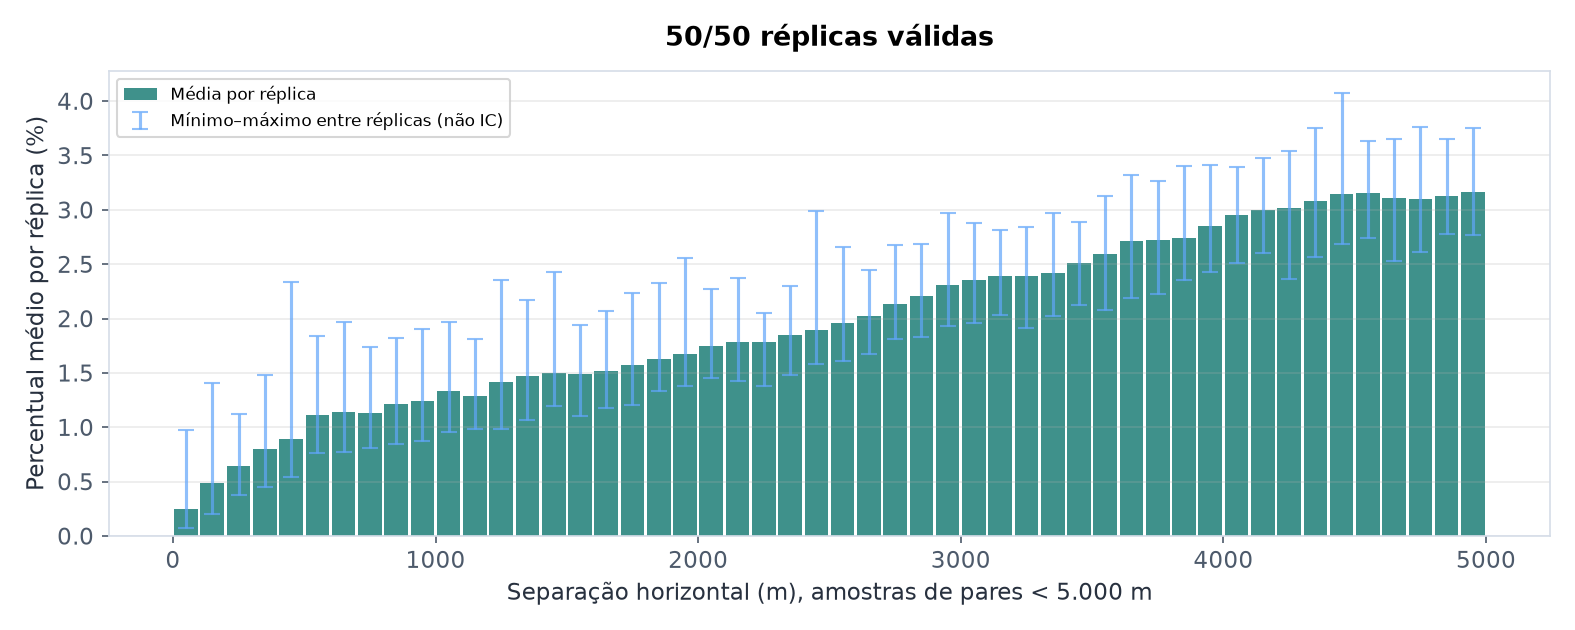 50/50 réplicas válidas
Média por réplica
Mínimo–máximo entre réplicas (não IC)
Percentual médio por réplica (%)
4.0
3.5
3.0
2.5
2.0
1.5
1.0
0.5
0.0
0 1000 2000 3000 4000 5000
Separação horizontal (m), amostras de pares < 5.000 m